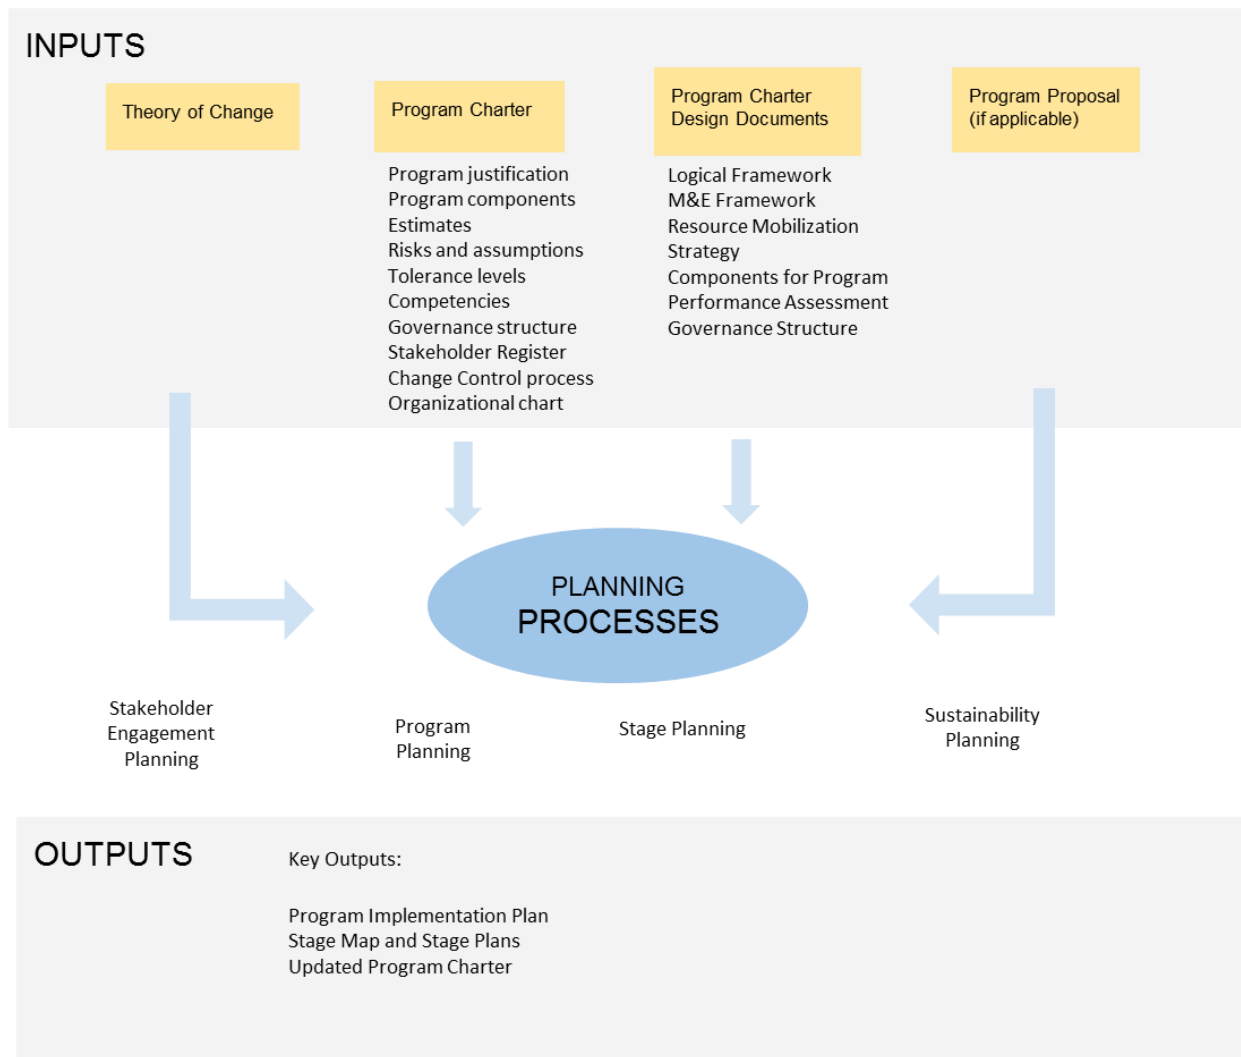 INPUTS
Theory of Change
Program Charter
Program justification
Program components
Estimates
Risks and assumptions
Tolerance levels
Competencies
Governance structure
Stakeholder Register
Change Control process
Organizational chart
Program Charter
Design Documents
Logical Framework
M&E Framework
Resource Mobilization
Strategy
Components for Program
Performance Assessment
Governance Structure
Program Proposal
(if applicable)
PLANNING
PROCESSES
Stakeholder
Engagement
Planning
Program
Planning
Stage Planning
Sustainability
Planning
OUTPUTS
Key Outputs:
Program Implementation Plan
Stage Map and Stage Plans
Updated Program Charter